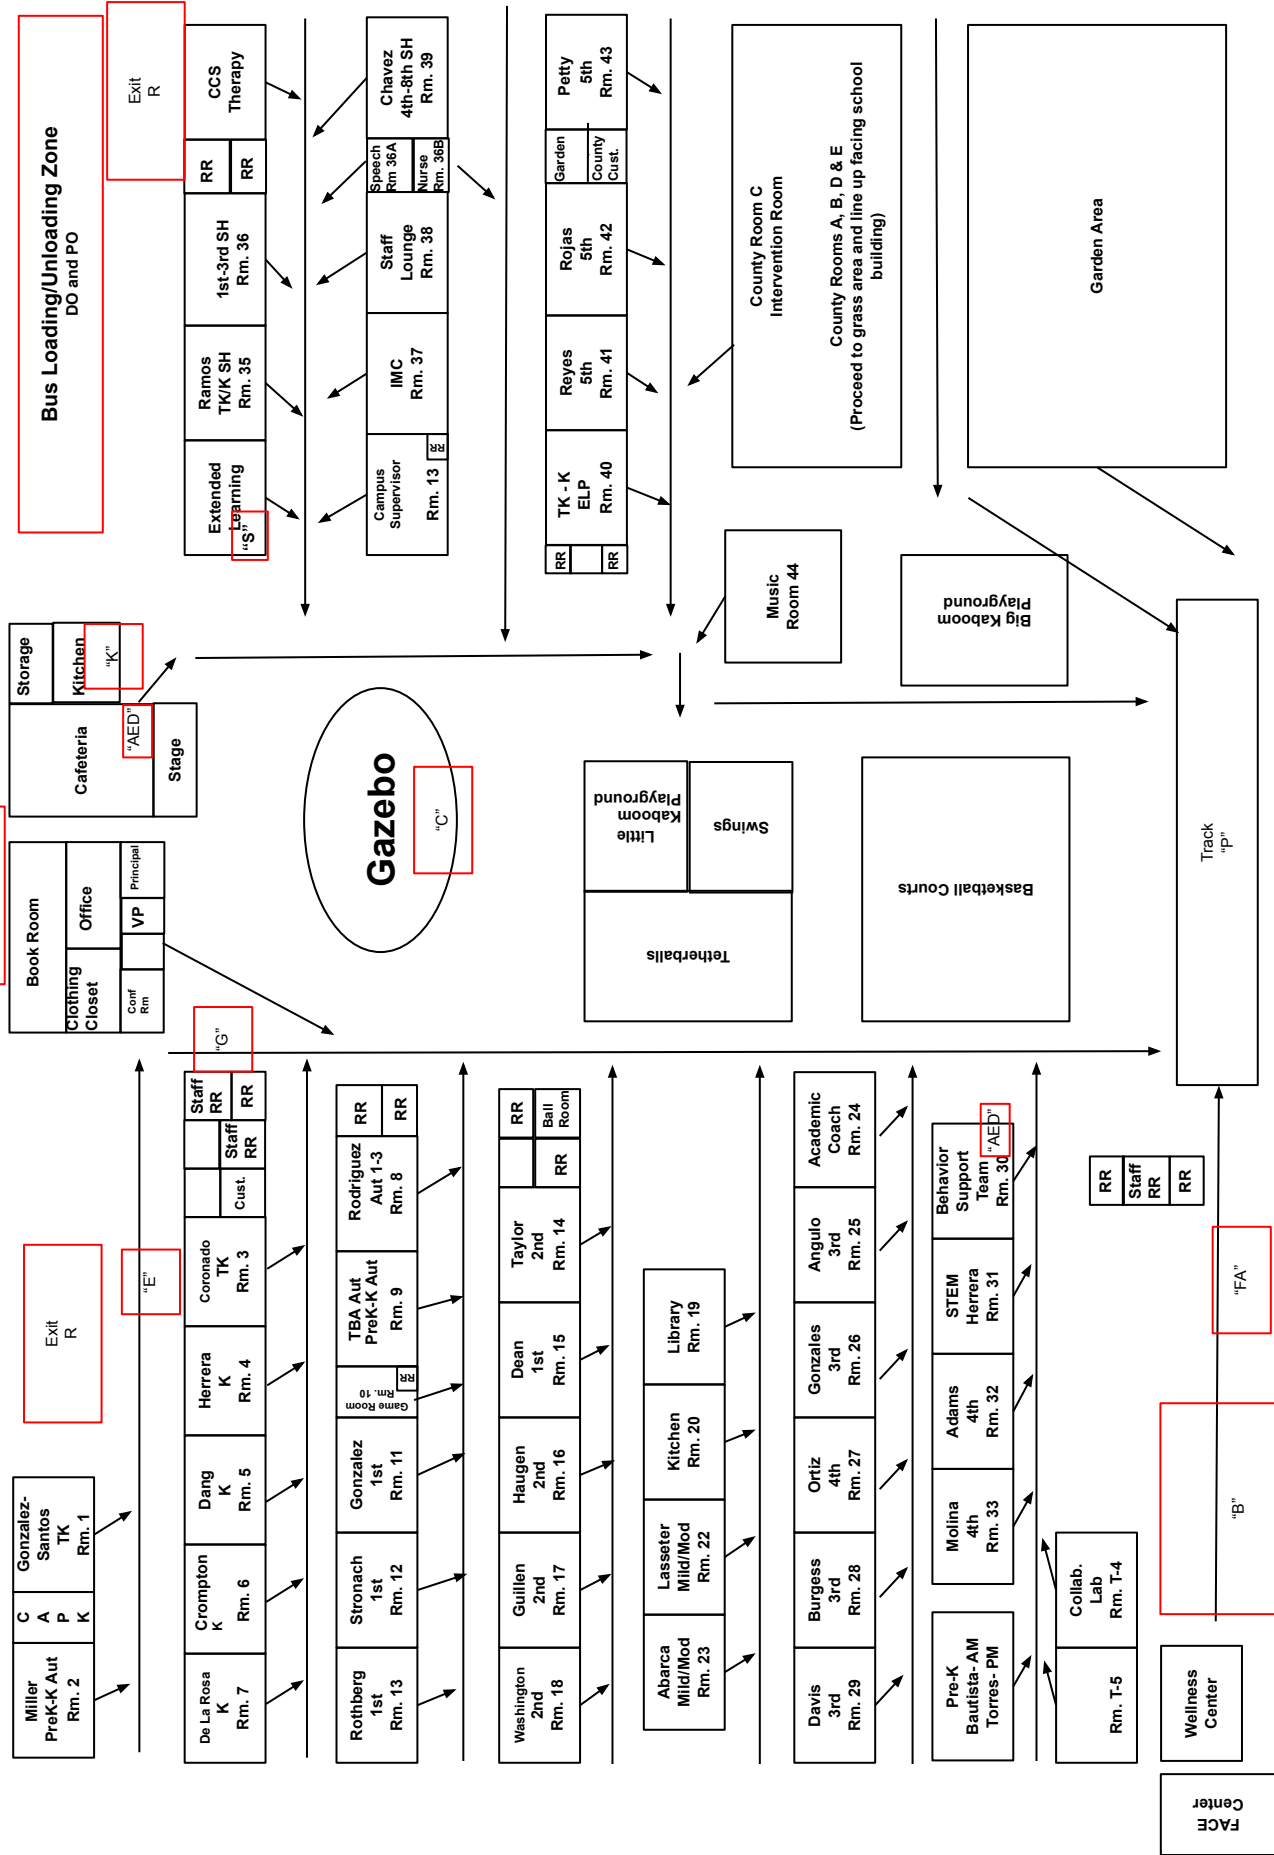 Bus Loading/Unloading Zone
DO and PO
Exit
R
CCS
Therapy
RR
RR
1st-3rd SH
Rm. 36
Ramos
TK/K SH
Rm. 35
Extended
Learning
“S”
Chavez
4th-8th SH
Rm. 39
Speech
Rm 36A
Nurse
Rm. 36B
Staff
Lounge
Rm. 38
IMC
Rm. 37
Campus
Supervisor
Rm. 13
RR
Petty
5th
Rm. 43
Garden
County
Cust.
Rojas
5th
Rm. 42
Reyes
5th
Rm. 41
TK - K
ELP
Rm. 40
RR
RR
County Room C
Intervention Room
County Rooms A, B, D & E
(Proceed to grass area and line up facing school
building)
Garden Area
Music
Room 44
Big Kaboom
Playground
Storage
Kitchen
“K”
Cafeteria
“AED”
Stage
Book Room
Office
Clothing
Closet
Principal
VP
Conf
Rm
Gazebo
“C”
Little
Kaboom
Playground
Swings
Tetherballs
Basketball Courts
Track
“P”
“G”
Exit
R
“E”
Gonzalez-
Santos
TK
Rm. 1
C
A
P
K
Miller
PreK-K Aut
Rm. 2
Staff
RR
RR
Staff
RR
Cust.
Coronado
TK
Rm. 3
Herrera
K
Rm. 4
Dang
K
Rm. 5
Crompton
K
Rm. 6
De La Rosa
K
Rm. 7
RR
RR
Rodriguez
Aut 1-3
Rm. 8
TBA Aut
PreK-K Aut
Rm. 9
RR
Game Room
Rm. 10
Gonzalez
1st
Rm. 11
Stronach
1st
Rm. 12
Rothberg
1st
Rm. 13
RR
Ball
Room
RR
Taylor
2nd
Rm. 14
Dean
1st
Rm. 15
Haugen
2nd
Rm. 16
Guillen
2nd
Rm. 17
Washington
2nd
Rm. 18
Library
Rm. 19
Kitchen
Rm. 20
Lasseter
Mild/Mod
Rm. 22
Abarca
Mild/Mod
Rm. 23
Academic
Coach
Rm. 24
Angulo
3rd
Rm. 25
Gonzales
3rd
Rm. 26
Ortiz
4th
Rm. 27
Burgess
3rd
Rm. 28
Davis
3rd
Rm. 29
Behavior
Support
Team
Rm. 30
“AED”
STEM
Herrera
Rm. 31
Adams
4th
Rm. 32
Molina
4th
Rm. 33
Pre-K
Bautista- AM
Torres- PM
Collab.
Lab
Rm. T-4
Rm. T-5
RR
Staff
RR
RR
“FA”
“B”
Wellness
Center
FACE
Center